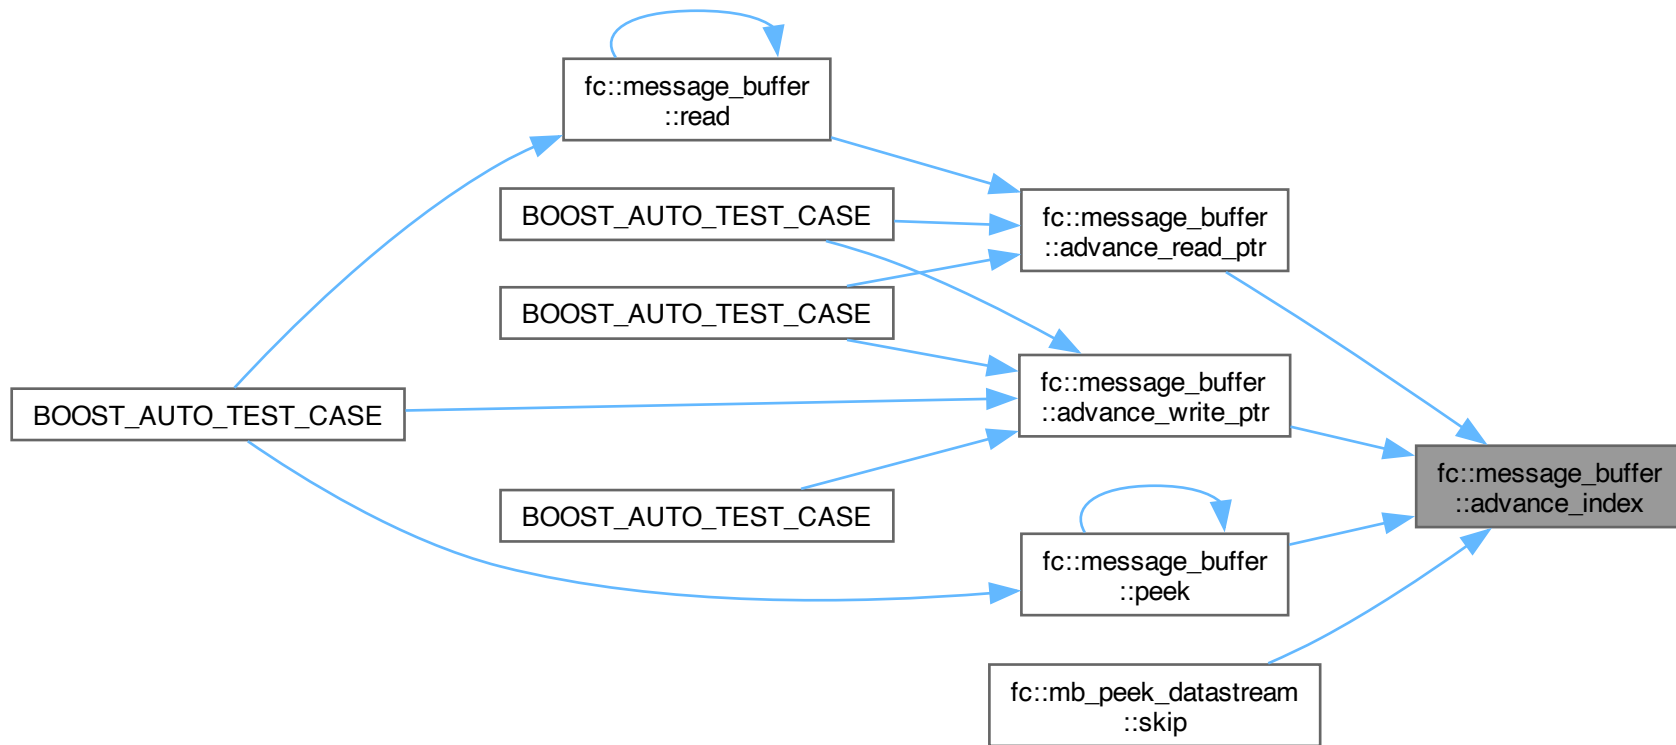 fc::message_buffer
::read
BOOST_AUTO_TEST_CASE
fc::message_buffer
::advance_read_ptr
BOOST_AUTO_TEST_CASE
fc::message_buffer
::advance_write_ptr
BOOST_AUTO_TEST_CASE
fc::message_buffer
::advance_index
BOOST_AUTO_TEST_CASE
fc::message_buffer
::peek
fc::mb_peek_datastream
::skip